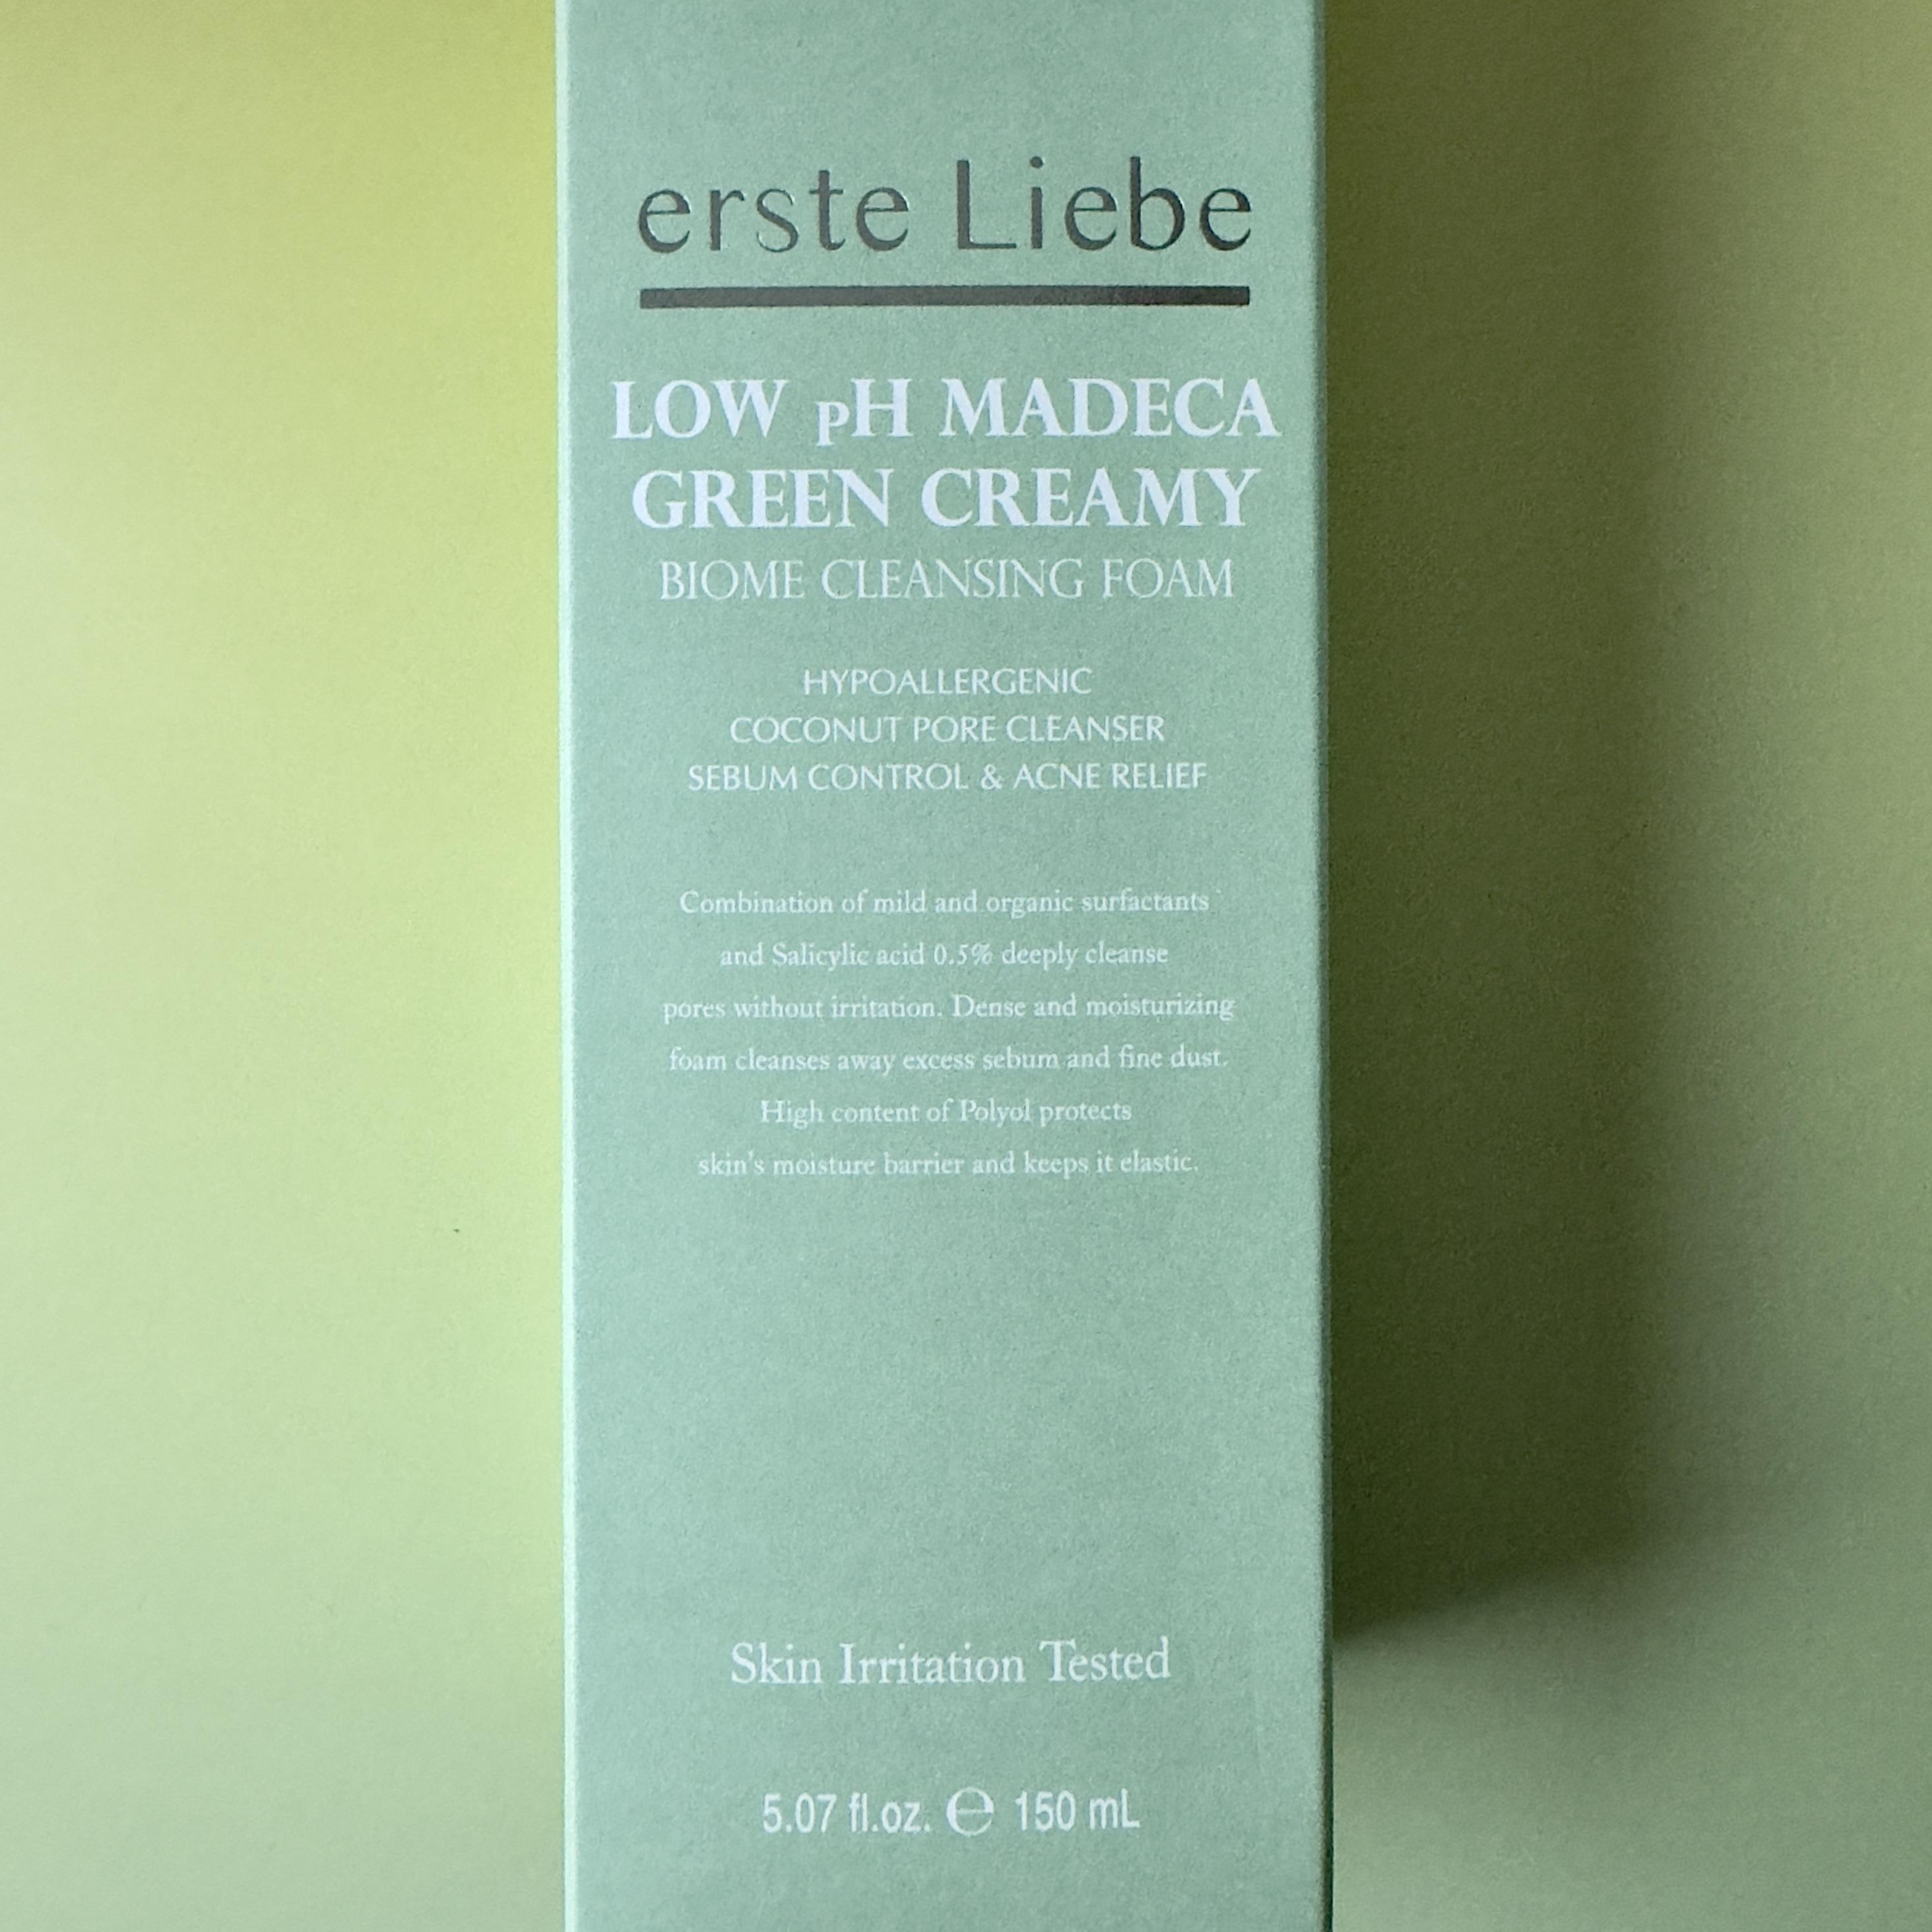 erste Liebe
LOW pH MADECA
GREEN CREAMY
BIOME CLEANSING FOAM
HYPOALLERGENIC
COCONUT PORE CLEANSER
SEBUM CONTROL & ACNE RELIEF
Combination of mild and organic surfactants
and Salicylic acid 0.5% deeply cleanse
pores without irritation. Dense and moisturizing
foam cleanses away excess sebum and fine dust.
High content of Polyol protects
skin's moisture barrier and keeps it elastic.
Skin Irritation Tested
5.07 fl.oz. ℮ 150 mL